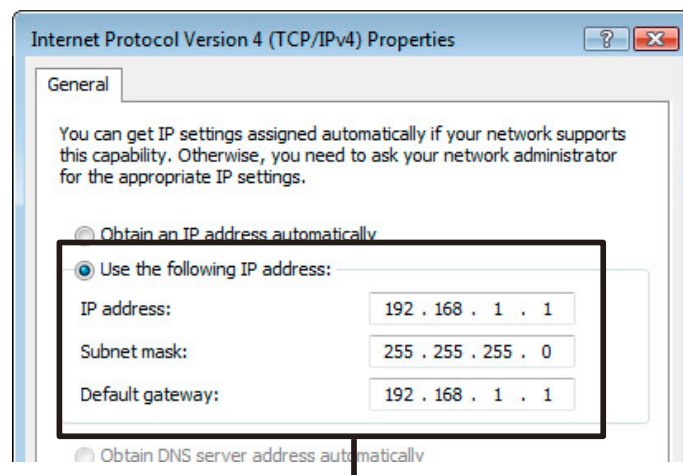 Internet Protocol Version 4 (TCP/IPv4) Properties
General
You can get IP settings assigned automatically if your network supports
this capability. Otherwise, you need to ask your network administrator
for the appropriate IP settings.
Obtain an IP address automatically
Use the following IP address:
IP address: 192 . 168 . 1 . 1
Subnet mask: 255 . 255 . 255 . 0
Default gateway: 192 . 168 . 1 . 1
Obtain DNS server address automatically